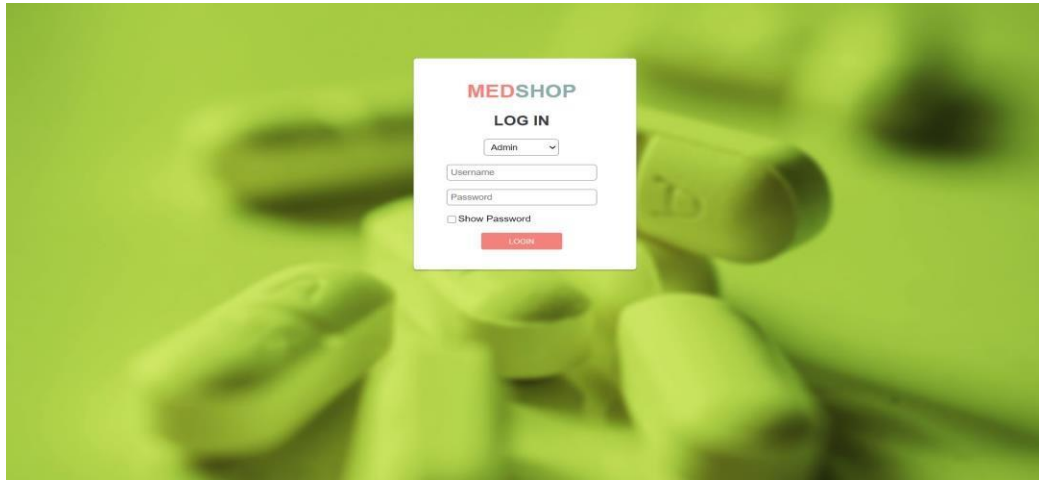 MEDSHOP
LOG IN
Admin
Username
Password
Show Password
LOGIN